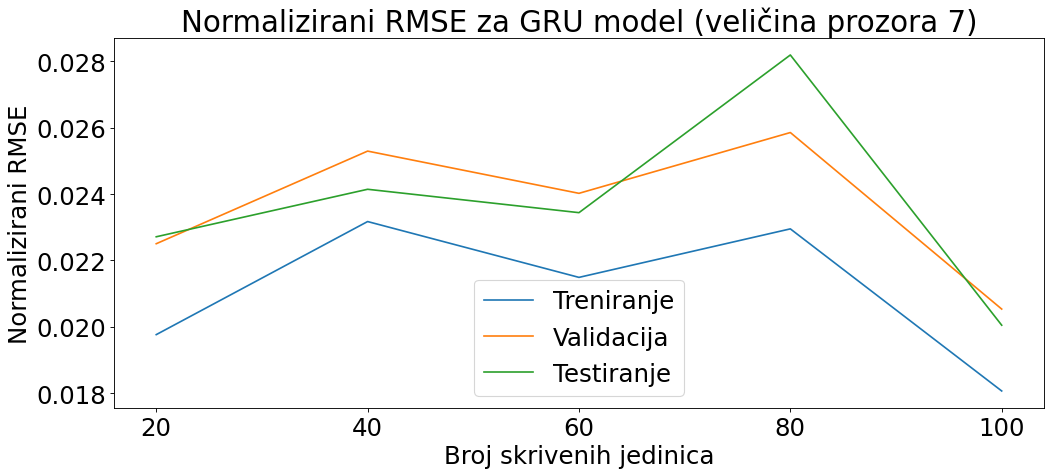 Normalizirani RMSE za GRU model (veličina prozora 7)
Normalizirani RMSE
0.028
0.026
0.024
0.022
0.020
0.018
Treniranje
Validacija
Testiranje
20 40 60 80 100
Broj skrivenih jedinica